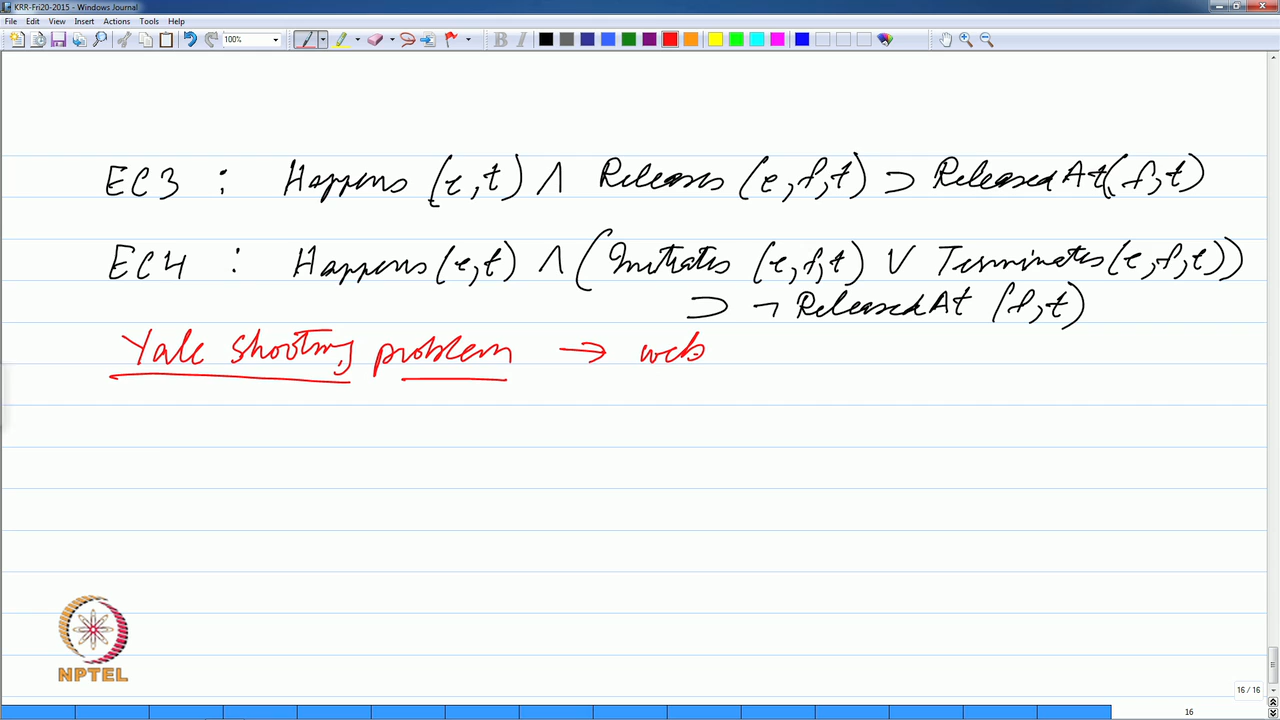 KRR-Fri20-2015 - Windows Journal
File Edit View Insert Actions Tools Help
100%
EC3 : Happens (e,t) ∧ Releases (e,f,t) ⊃ ReleasedAt(f,t)
EC4 : Happens(e,t) ∧ (Initiates (e,f,t) ∨ Terminates(e,f,t))
⊃ ¬ ReleasedAt (f,t)
Yale shooting problem → web
NPTEL
16 / 16
16